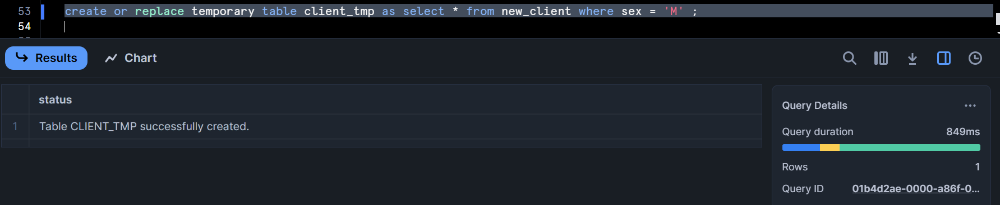 53 create or replace temporary table client_tmp as select * from new_client where sex = 'M' ;
54
Results Chart
status
1 Table CLIENT_TMP successfully created.
Query Details ...
Query duration 849ms
Rows 1
Query ID 01b4d2ae-0000-a86f-0...